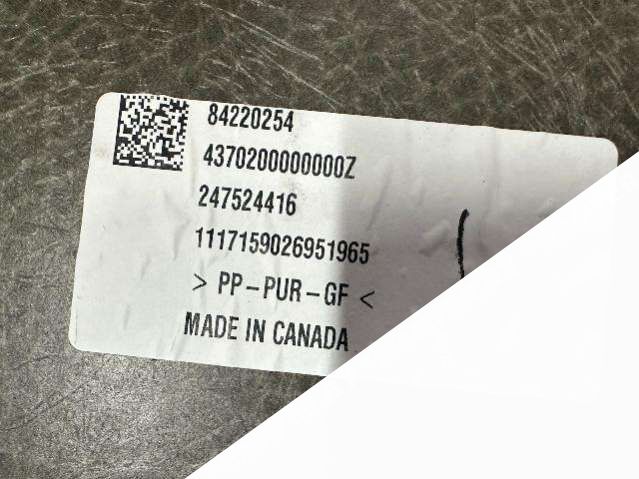 84220254
4370200000000Z
247524416
1117159026951965
> PP-PUR-GF <
MADE IN CANADA